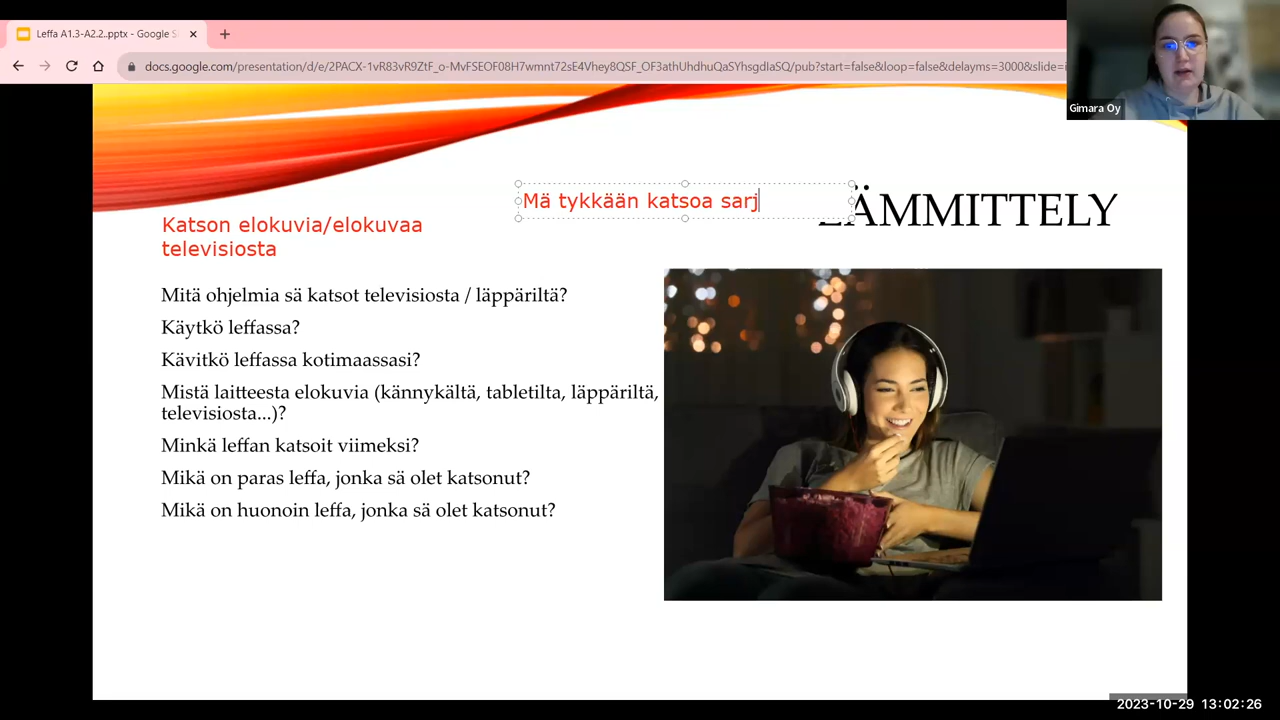 Leffa A1.3-A2.2..pptx - Google S
docs.google.com/presentation/d/e/2PACX-1vR83vR9ZtF_o-MvFSEQF08H7wmnt72sE4Vhey8QSF_OF3athUhdhuQaSYhsgdIaSQ/pub?start=false&loop=false&delayms=3000&slide=i
Gimara Oy
Mä tykkään katsoa sarj
LÄMMITTELY
Katson elokuvia/elokuvaa
televisiosta
Mitä ohjelmia sä katsot televisiosta / läppäriltä?
Käytkö leffassa?
Kävitkö leffassa kotimaassasi?
Mistä laitteesta elokuvia (kännykältä, tabletilta, läppäriltä,
televisiosta...)?
Minkä leffan katsoit viimeksi?
Mikä on paras leffa, jonka sä olet katsonut?
Mikä on huonoin leffa, jonka sä olet katsonut?
2023-10-29 13:02:26